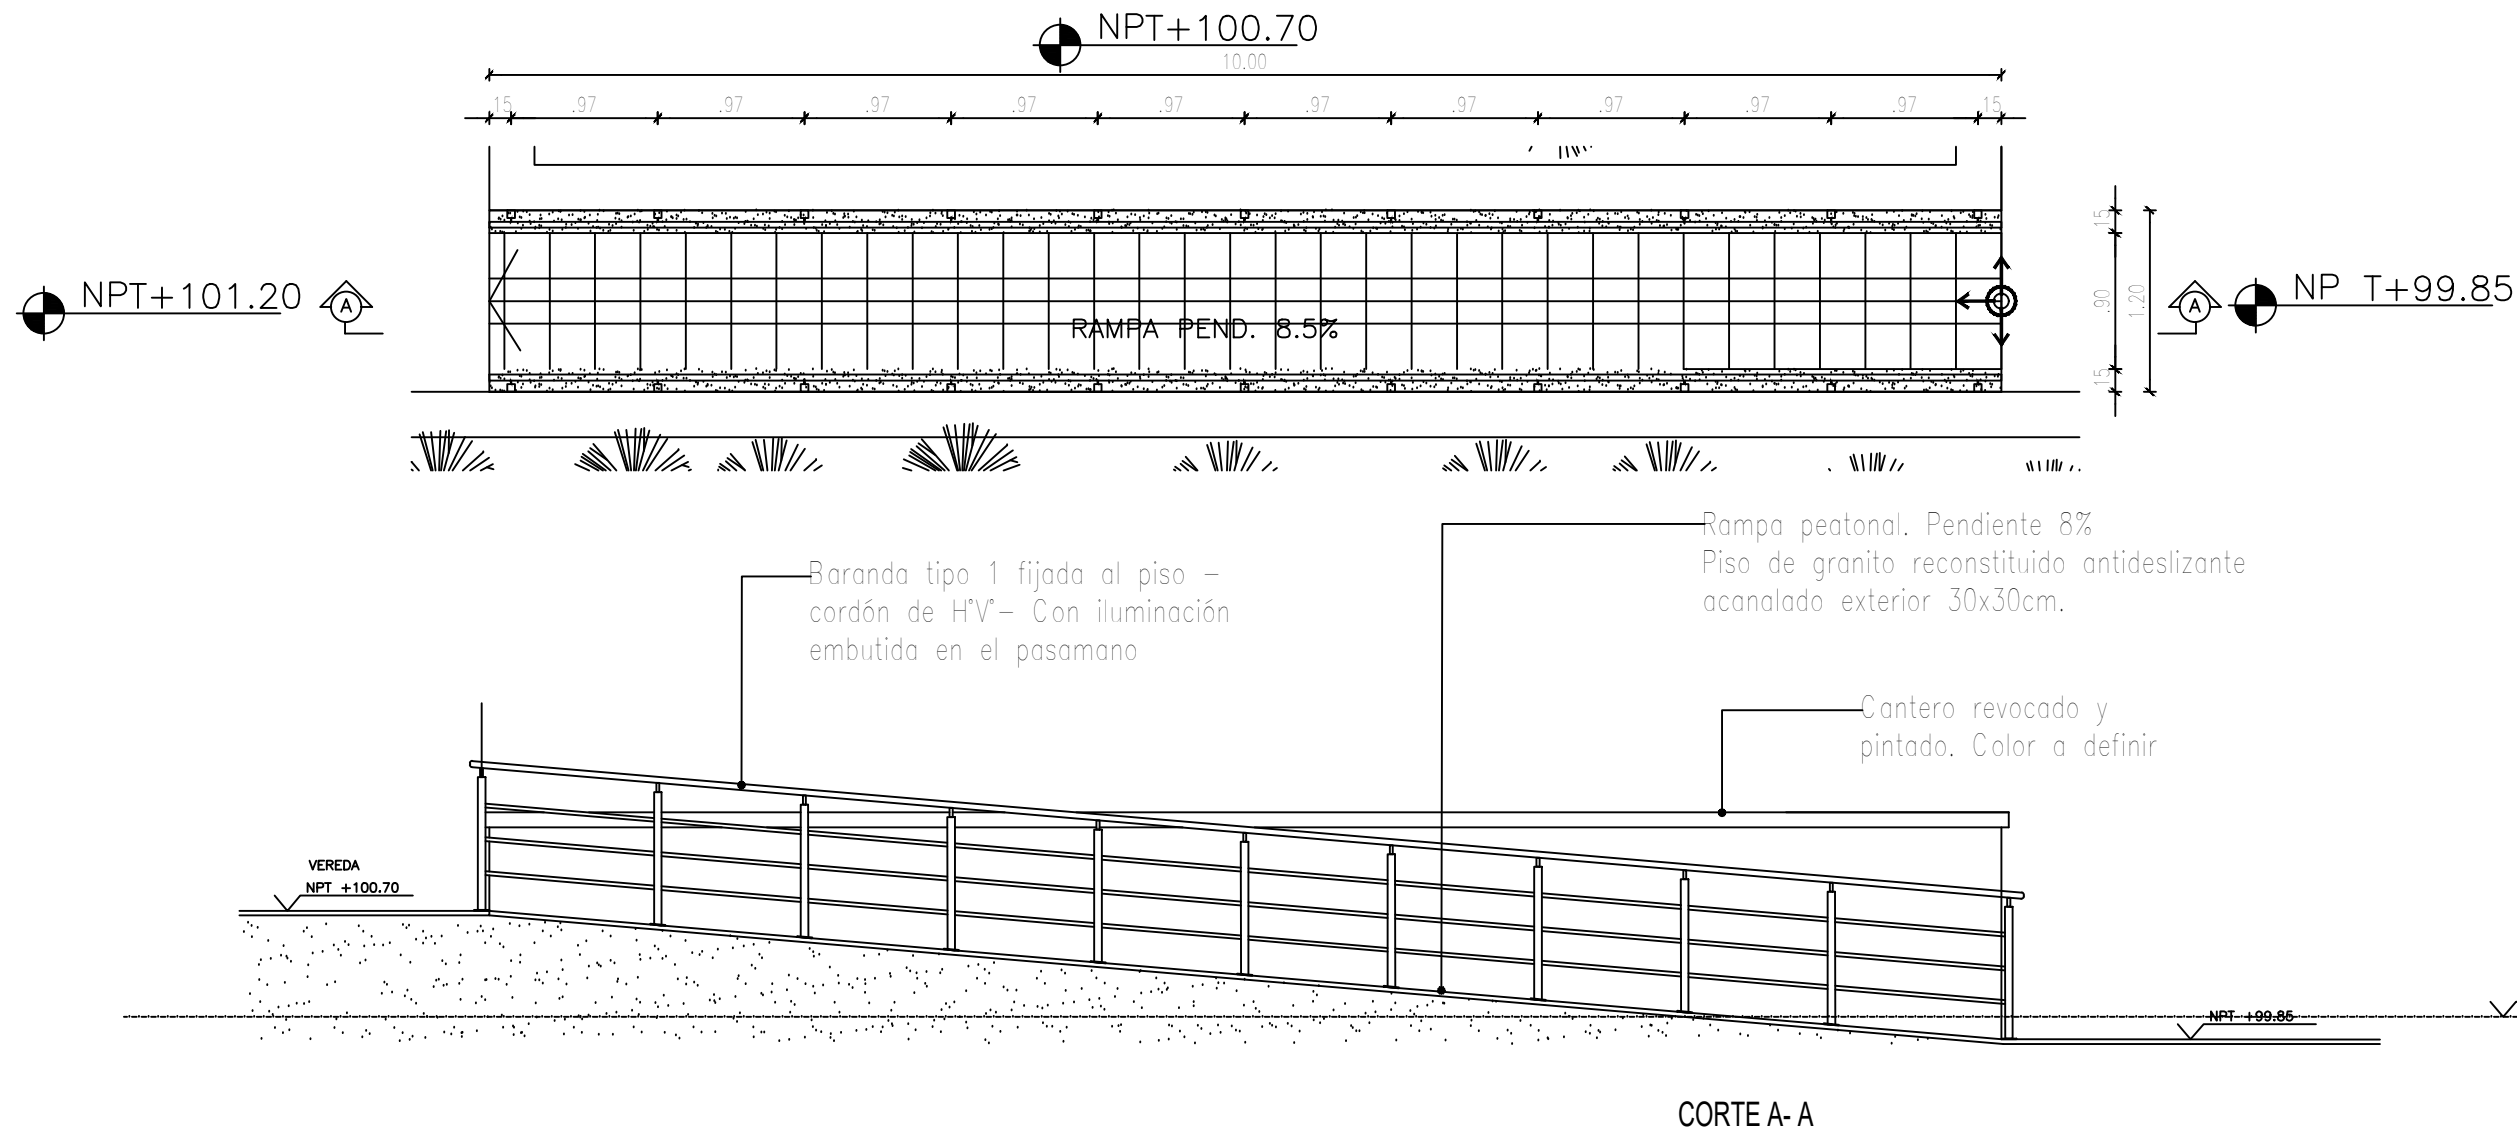 NPT+100.70
10.00
.15 .97 .97 .97 .97 .97 .97 .97 .97 .97 .97 .15
NPT+101.20
A
RAMPA PEND. 8.5%
.15
.90
1.20
.15
A
NP T+99.85
Rampa peatonal. Pendiente 8%
Piso de granito reconstituido antideslizante
acanalado exterior 30x30cm.
Baranda tipo 1 fijada al piso -
cordón de H°V°- Con iluminación
embutida en el pasamano
Cantero revocado y
pintado. Color a definir
VEREDA
NPT +100.70
NPT +99.85
CORTE A- A